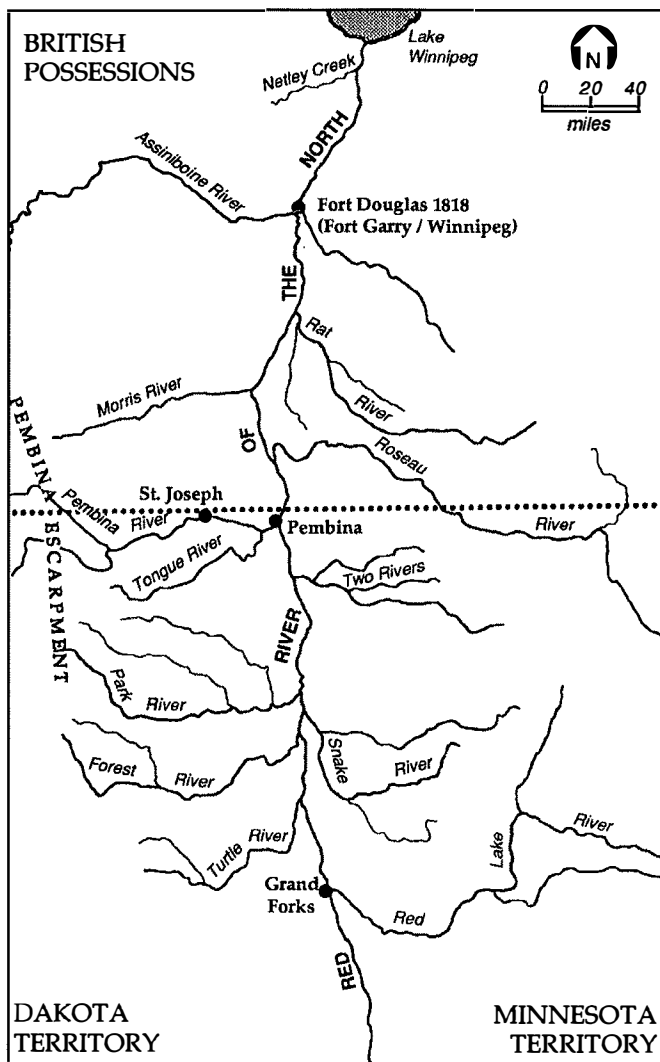 BRITISH
POSSESSIONS
Lake
Winnipeg
N
0 20 40
miles
Netley Creek
NORTH
Assiniboine River
Fort Douglas 1818
(Fort Garry / Winnipeg)
THE
Rat
River
Morris River
OF
Roseau
River
PEMBINA
ESCARPMENT
St. Joseph
Pembina
River
Pembina
Tongue River
Two Rivers
RIVER
Park
River
Snake
River
Forest
River
Turtle River
Lake
River
Grand
Forks
Red
RED
DAKOTA
TERRITORY
MINNESOTA
TERRITORY